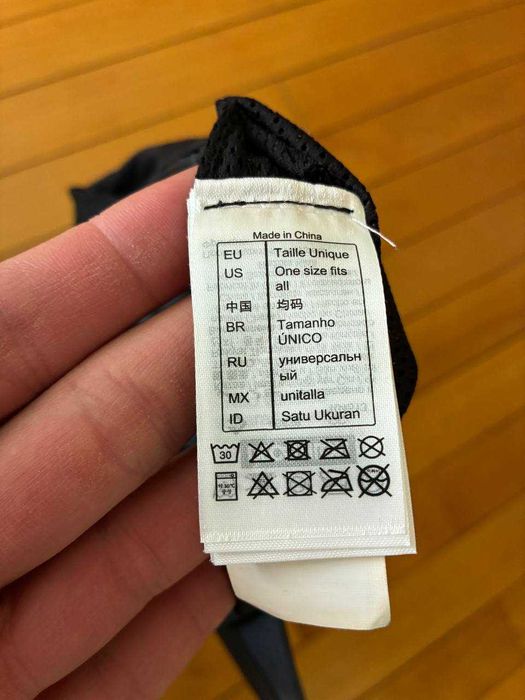 Made in China
EU Taille Unique
US One size fits
all
中国 均码
BR Tamanho
ÚNICO
RU универсальн
ый
MX unitalla
ID Satu Ukuran
30